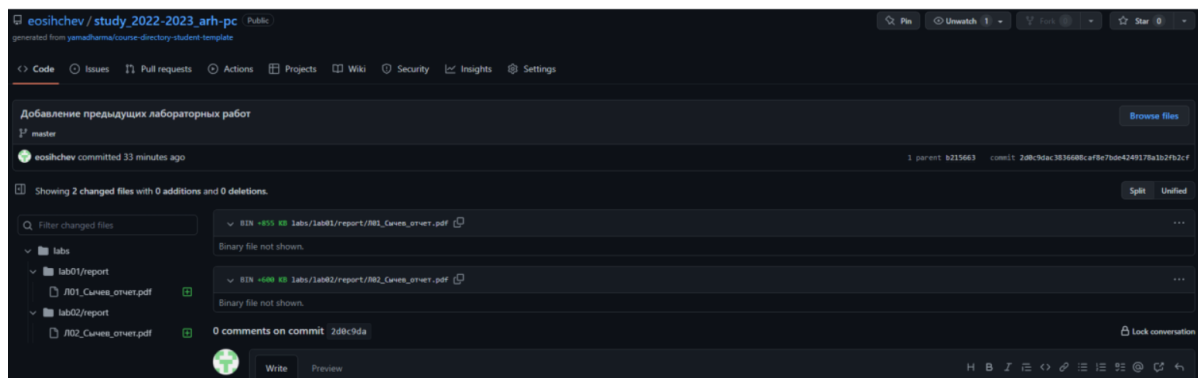 eosihchev / study_2022-2023_arh-pc Public
Pin Unwatch 1 Fork 0 Star 0
generated from yamadharma/course-directory-student-template
<> Code Issues Pull requests Actions Projects Wiki Security Insights Settings
Добавление предыдущих лабораторных работ
Browse files
master
eosihchev committed 33 minutes ago
1 parent b215663 commit 2d0c9dac3836608caf8e7bde4249178a1b2fb2cf
Showing 2 changed files with 0 additions and 0 deletions.
Split Unified
Filter changed files
labs
lab01/report
Л01_Сычев_отчет.pdf
lab02/report
Л02_Сычев_отчет.pdf
BIN +855 KB labs/lab01/report/Л01_Сычев_отчет.pdf
Binary file not shown.
BIN +600 KB labs/lab02/report/Л02_Сычев_отчет.pdf
Binary file not shown.
0 comments on commit 2d0c9da
Lock conversation
Write Preview
H B I <> @